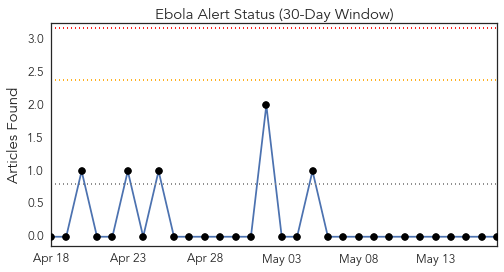 Ebola Alert Status (30-Day Window)
3.0
2.5
2.0
1.5
1.0
0.5
0.0
Articles Found
Apr 18 Apr 23 Apr 28 May 03 May 08 May 13